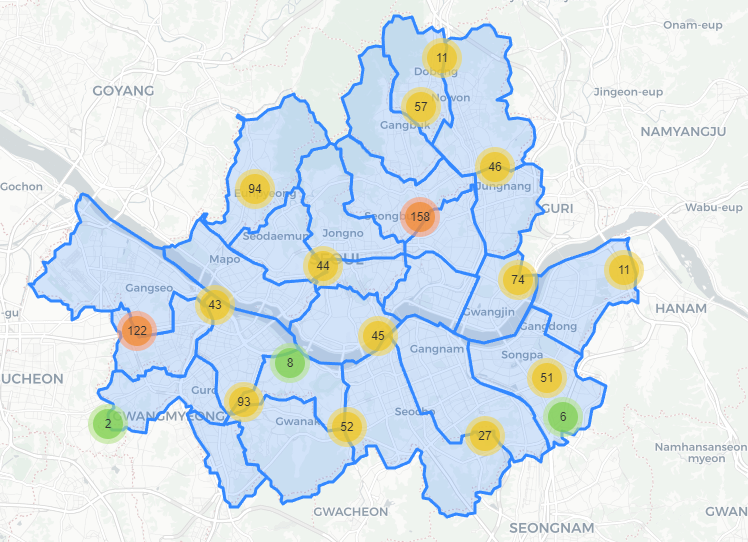 Onam-eup
11
Dobong
GOYANG
Jingeon-eup
Nowon
57
Gangbuk
NAMYANGJU
46
Jungnang
Gochon
94
Wabu-eup
GURI
Seongbuk
158
Jongno
Seodaemun
Mapo
44
11
74
Gangseo
43
HANAM
-gu
Gwangjin
122
Gangdong
45
Gangnam
Songpa
8
UCHEON
51
Guro
93
GWANGMYEONG
Seocho
6
2
Gwanak
52
27
Namhansanseong
myeon
GWACHEON
GWAN
SEONGNAM